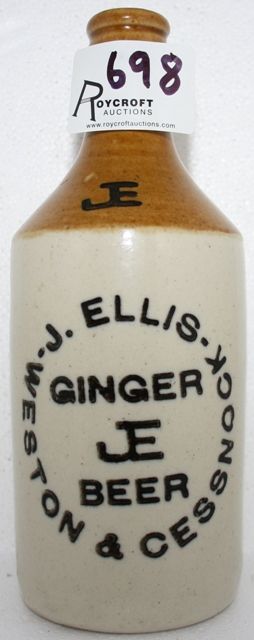 698
ROYCROFT
AUCTIONS
www.roycroftauctions.com
JE
J. ELLIS
GINGER
JE
BEER
-WESTON & CESSNOCK-